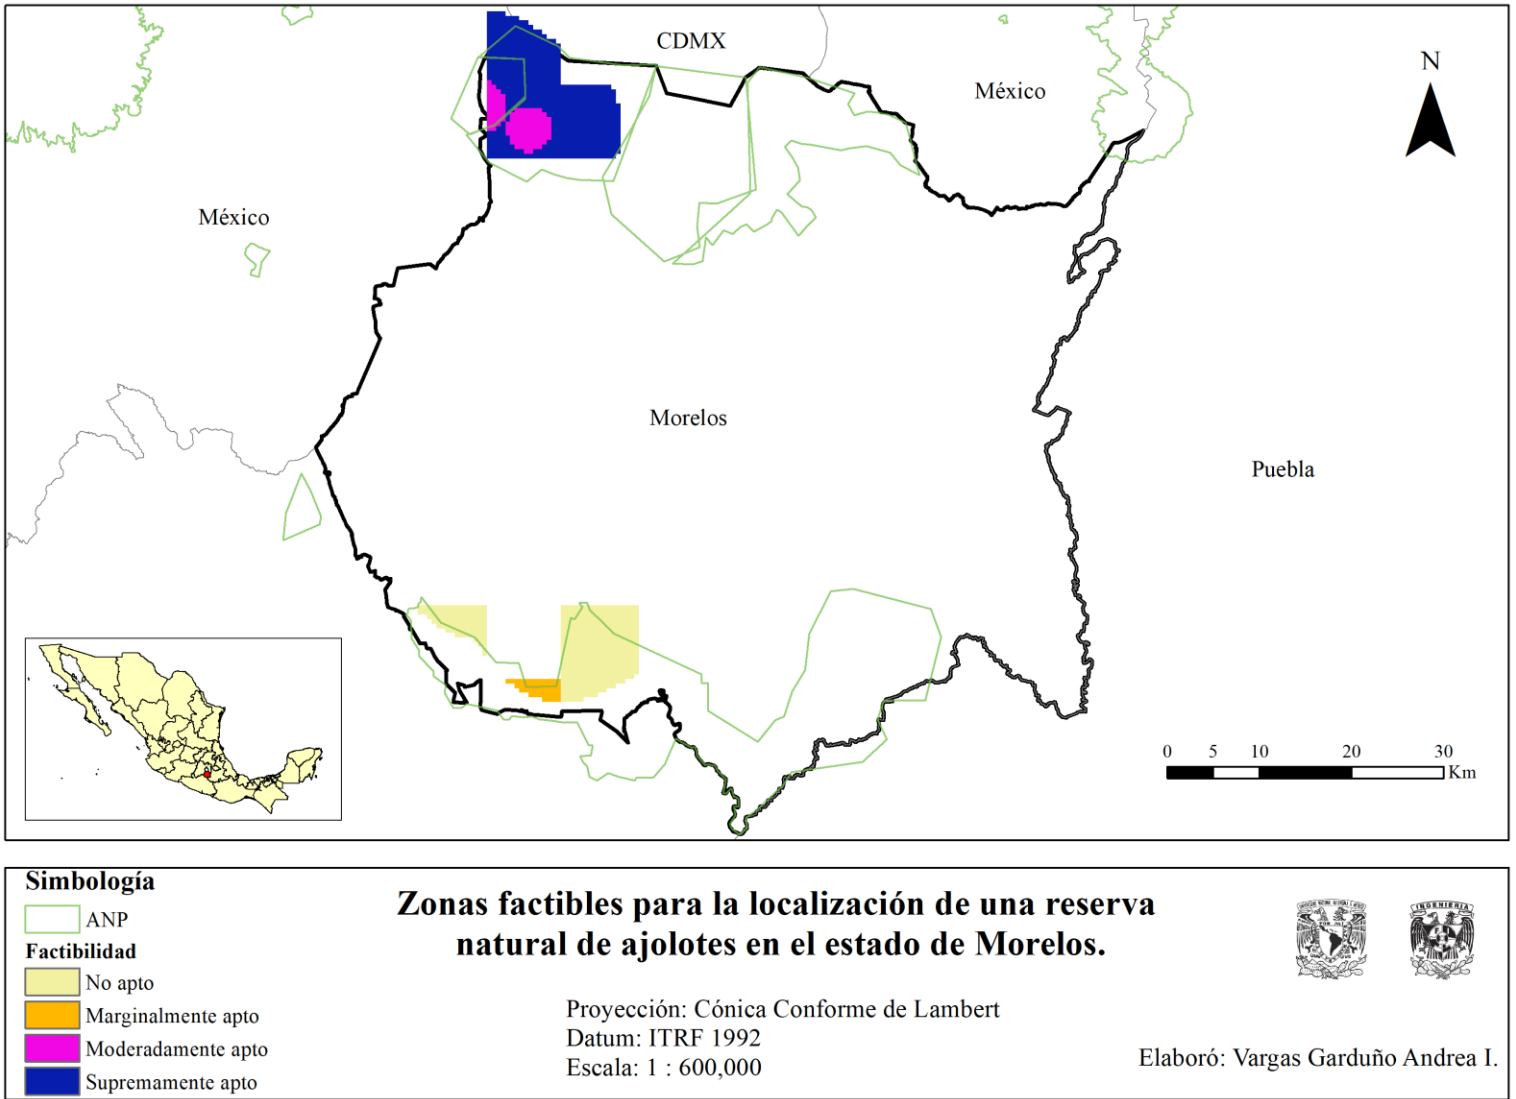 CDMX
México
N
México
Morelos
Puebla
0 5 10 20 30
Km
Simbología
ANP
Factibilidad
No apto
Marginalmente apto
Moderadamente apto
Supremamente apto
Zonas factibles para la localización de una reserva
natural de ajolotes en el estado de Morelos.
Proyección: Cónica Conforme de Lambert
Datum: ITRF 1992
Escala: 1 : 600,000
INGENIERIA
Elaboró: Vargas Garduño Andrea I.